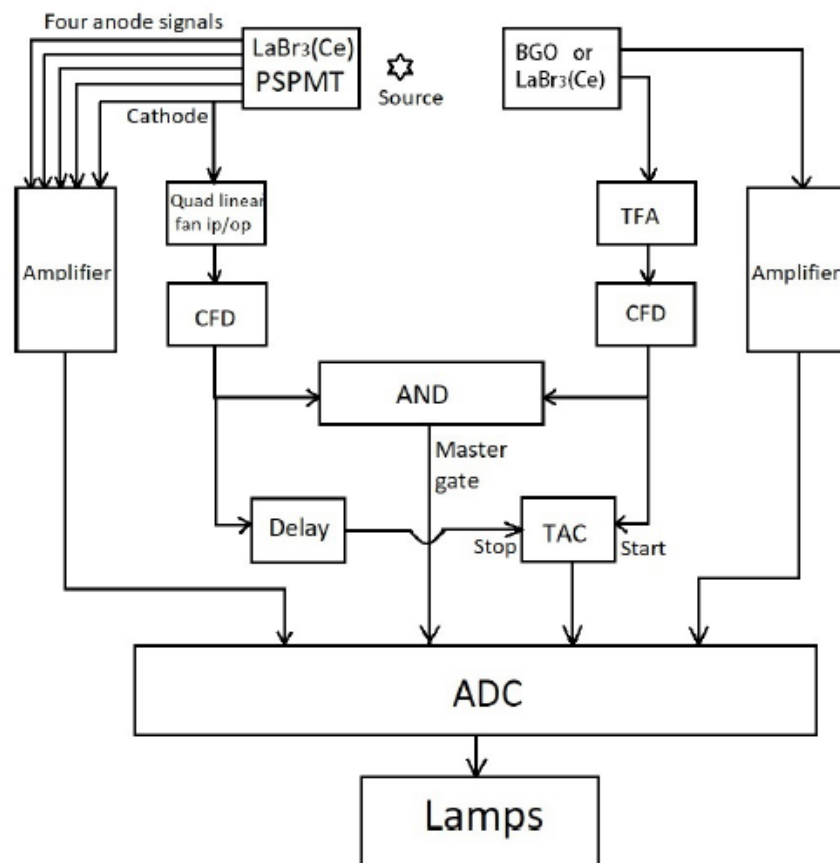 Four anode signals
LaBr₃(Ce)
PSPMT
Source
BGO or
LaBr₃(Ce)
Cathode
Quad linear
fan ip/op
TFA
Amplifier
Amplifier
CFD
CFD
AND
Master
gate
Delay
Stop
TAC
Start
ADC
Lamps